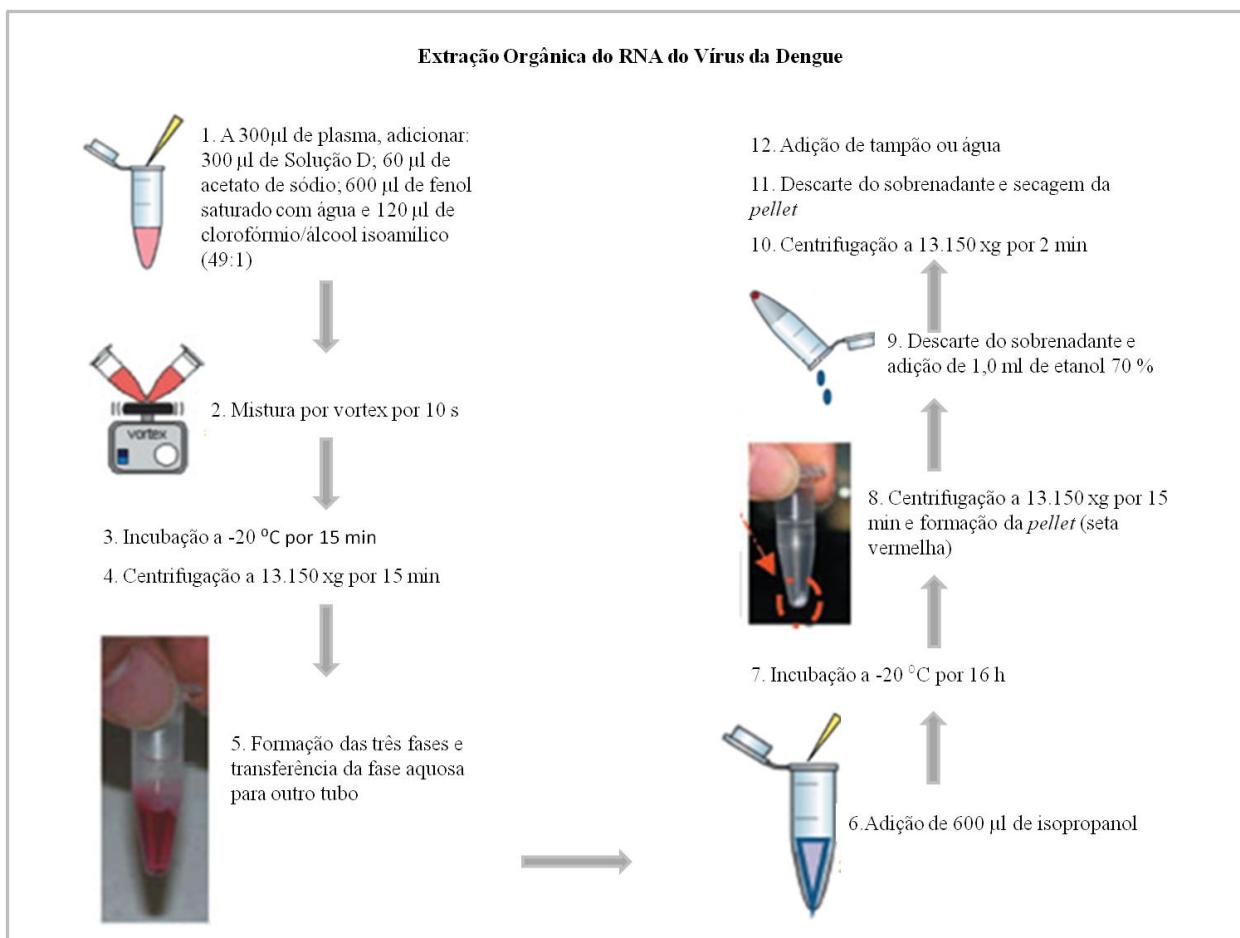 Extração Orgânica do RNA do Vírus da Dengue
1. A 300µl de plasma, adicionar:
300 µl de Solução D; 60 µl de
acetato de sódio; 600 µl de fenol
saturado com água e 120 µl de
clorofórmio/álcool isoamílico
(49:1)
vortex
2. Mistura por vortex por 10 s
3. Incubação a -20 ⁰C por 15 min
4. Centrifugação a 13.150 xg por 15 min
5. Formação das três fases e
transferência da fase aquosa
para outro tubo
6.Adição de 600 µl de isopropanol
7. Incubação a -20 °C por 16 h
8. Centrifugação a 13.150 xg por 15
min e formação da pellet (seta
vermelha)
9. Descarte do sobrenadante e
adição de 1,0 ml de etanol 70 %
10. Centrifugação a 13.150 xg por 2 min
11. Descarte do sobrenadante e secagem da
pellet
12. Adição de tampão ou água